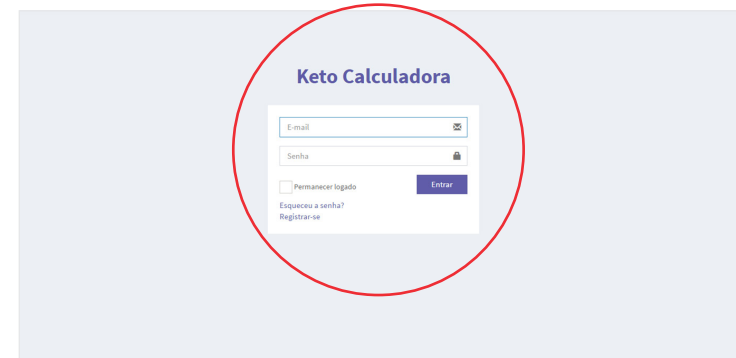 Keto Calculadora
E-mail
Senha
Permanecer logado
Entrar
Esqueceu a senha?
Registrar-se